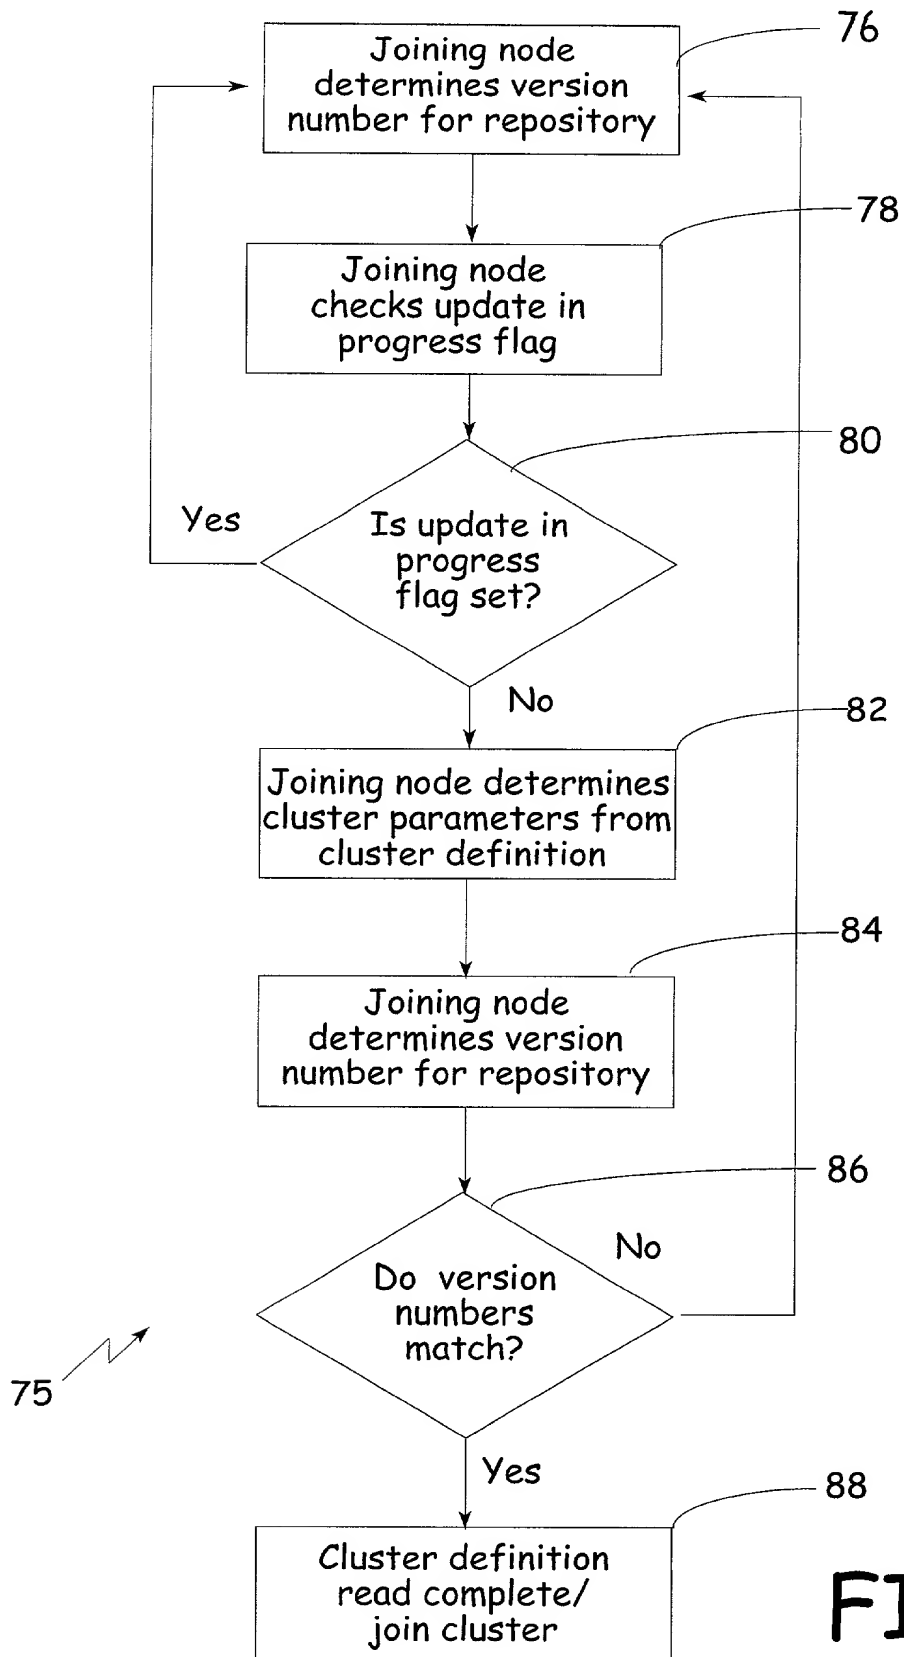 Joining node
determines version
number for repository
76
Joining node
checks update in
progress flag
78
80
Yes
Is update in
progress
flag set?
No
82
Joining node determines
cluster parameters from
cluster definition
84
Joining node
determines version
number for repository
86
No
Do version
numbers
match?
75
Yes
88
Cluster definition
read complete/
join cluster